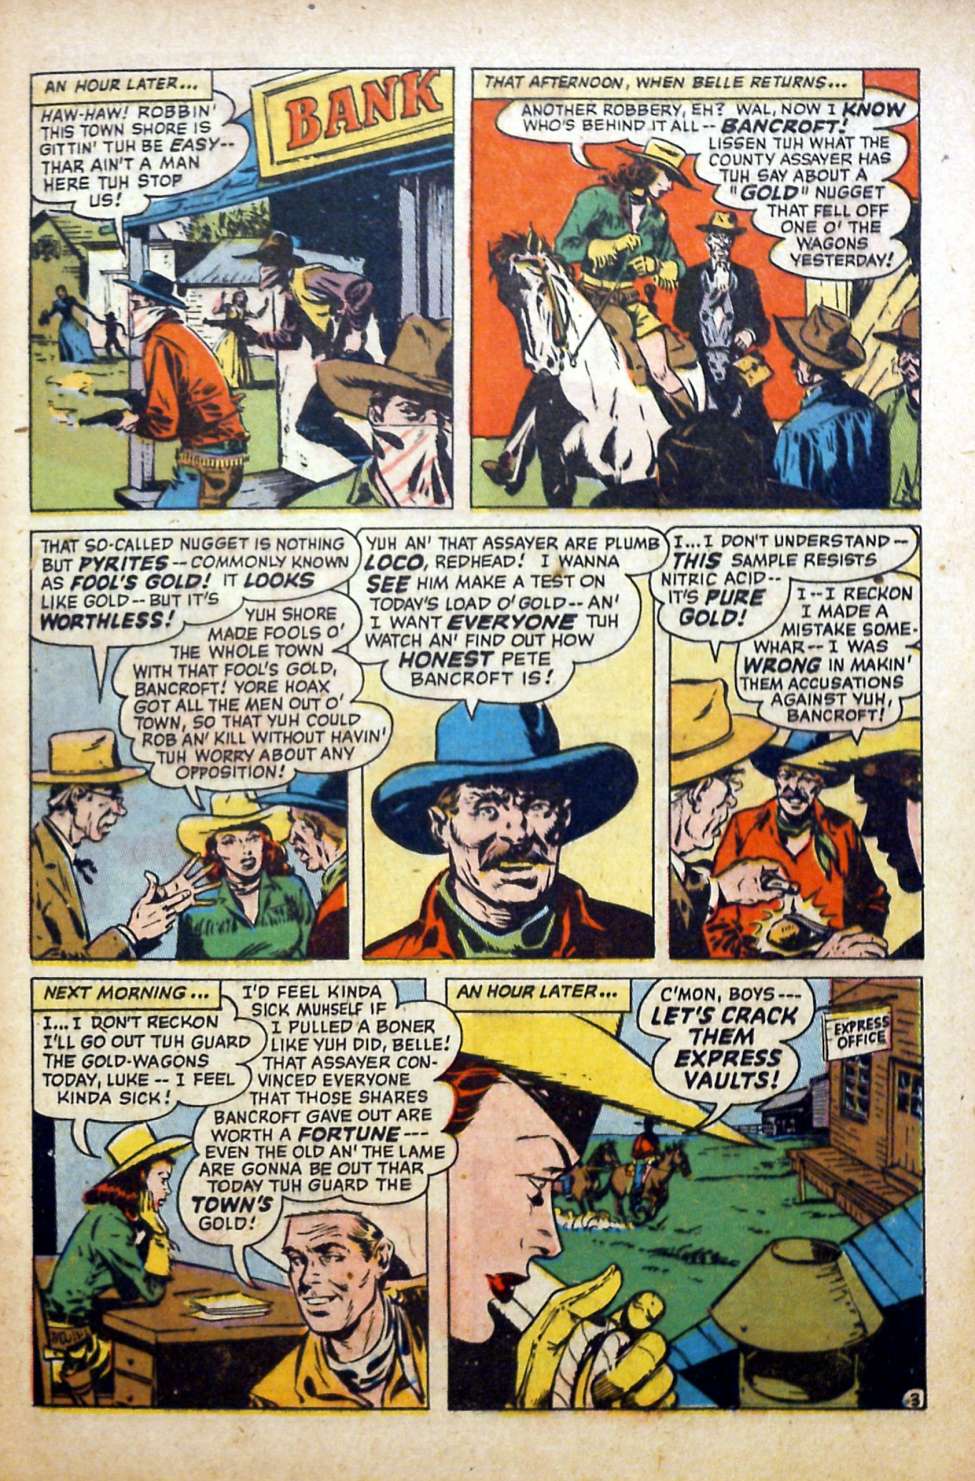 AN HOUR LATER...
HAW-HAW! ROBBIN'
THIS TOWN SHORE IS
GITTIN' TUH BE EASY--
THAR AIN'T A MAN
HERE TUH STOP
US!
BANK
THAT AFTERNOON, WHEN BELLE RETURNS...
ANOTHER ROBBERY, EH? WAL, NOW I KNOW
WHO'S BEHIND IT ALL-- BANCROFT!
LISSEN TUH WHAT THE
COUNTY ASSAYER HAS
TUH SAY ABOUT A
"GOLD" NUGGET
THAT FELL OFF
ONE O' THE
WAGONS
YESTERDAY!
THAT SO-CALLED NUGGET IS NOTHING
BUT PYRITES-- COMMONLY KNOWN
AS FOOL'S GOLD! IT LOOKS
LIKE GOLD-- BUT IT'S
WORTHLESS!
YUH SHORE
MADE FOOLS O'
THE WHOLE TOWN
WITH THAT FOOL'S GOLD,
BANCROFT! YORE HOAX
GOT ALL THE MEN OUT O'
TOWN, SO THAT YUH COULD
ROB AN' KILL WITHOUT HAVIN'
TUH WORRY ABOUT ANY
OPPOSITION!
YUH AN' THAT ASSAYER ARE PLUMB
LOCO, REDHEAD! I WANNA
SEE HIM MAKE A TEST ON
TODAY'S LOAD O' GOLD-- AN'
I WANT EVERYONE TUH
WATCH AN' FIND OUT HOW
HONEST PETE
BANCROFT IS!
I...I DON'T UNDERSTAND--
THIS SAMPLE RESISTS
NITRIC ACID--
IT'S PURE
GOLD!
I--I RECKON
I MADE A
MISTAKE SOME-
WHAR-- I WAS
WRONG IN MAKIN'
THEM ACCUSATIONS
AGAINST YUH,
BANCROFT!
NEXT MORNING...
I...I DON'T RECKON
I'LL GO OUT TUH GUARD
THE GOLD-WAGONS
TODAY, LUKE-- I FEEL
KINDA SICK!
I'D FEEL KINDA
SICK MUHSELF IF
I PULLED A BONER
LIKE YUH DID, BELLE!
THAT ASSAYER CON-
VINCED EVERYONE
THAT THOSE SHARES
BANCROFT GAVE OUT ARE
WORTH A FORTUNE---
EVEN THE OLD AN' THE LAME
ARE GONNA BE OUT THAR
TODAY TUH GUARD THE
TOWN'S
GOLD!
AN HOUR LATER...
C'MON, BOYS---
LET'S CRACK
THEM
EXPRESS
VAULTS!
EXPRESS
OFFICE
3